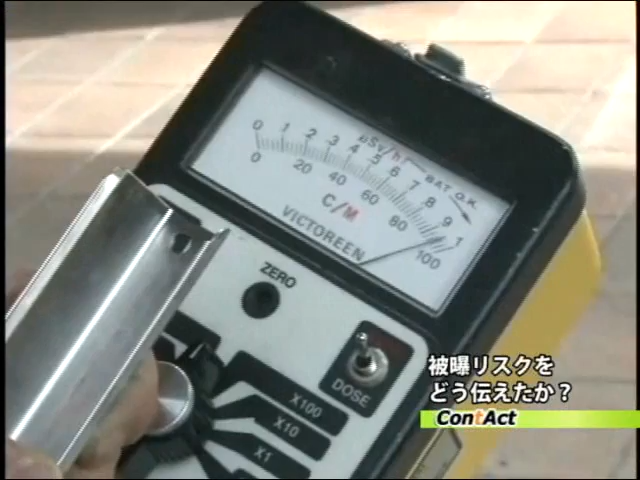 μSv/h
BAT O.K.
0 1 2 3 4 5 6 7 8 9 1
0 20 40 60 80 100
C/M
VICTOREEN
ZERO
DOSE
X100
X10
X1
被曝リスクを
どう伝えたか?
ContAct